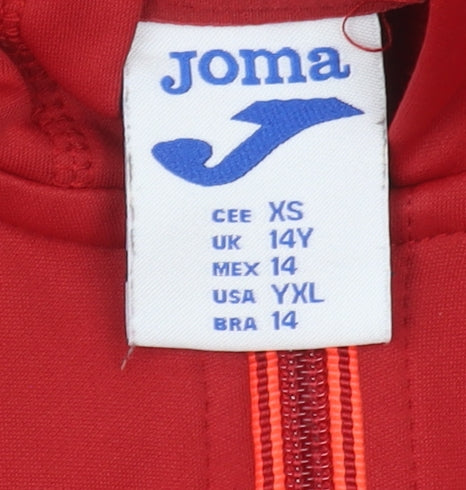 JOMA
CEE XS
UK 14Y
MEX 14
USA YXL
BRA 14